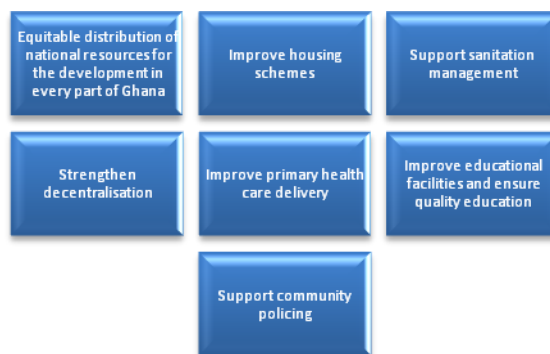 Equitable distribution of
national resources for
the development in
every part of Ghana
Improve housing
schemes
Support sanitation
management
Strengthen
decentralisation
Improve primary health
care delivery
Improve educational
facilities and ensure
quality education
Support community
policing